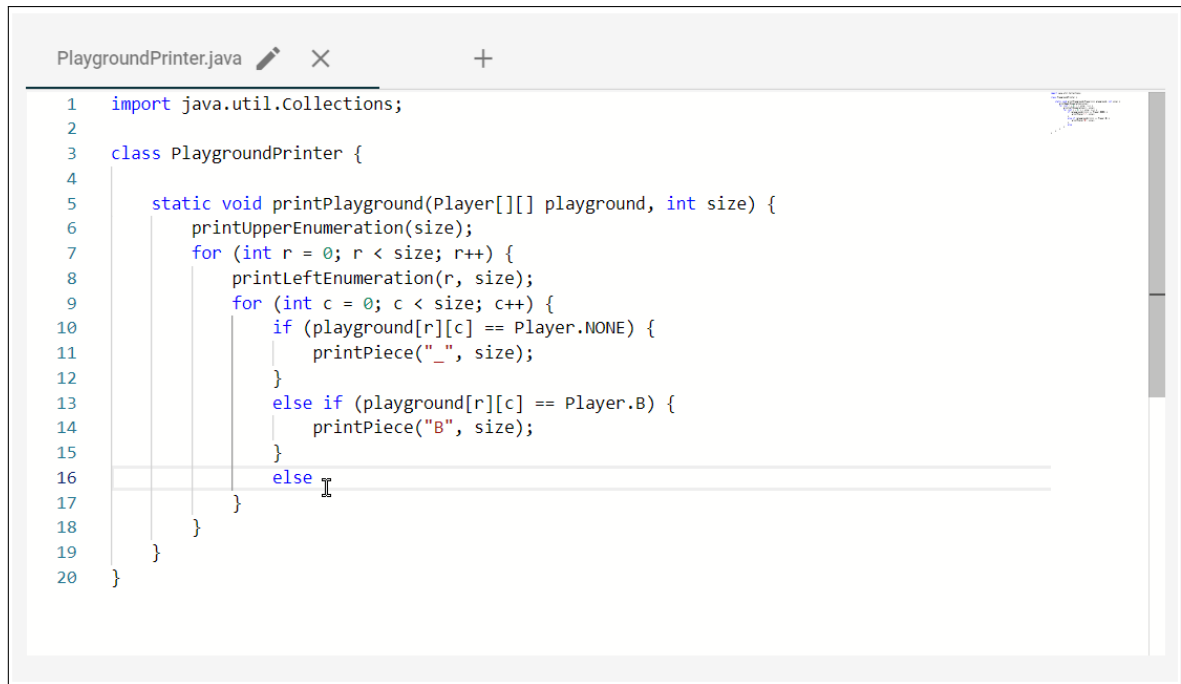 PlaygroundPrinter.java
1 import java.util.Collections;
2
3 class PlaygroundPrinter {
4
5 static void printPlayground(Player[][] playground, int size) {
6 printUpperEnumeration(size);
7 for (int r = 0; r < size; r++) {
8 printLeftEnumeration(r, size);
9 for (int c = 0; c < size; c++) {
10 if (playground[r][c] == Player.NONE) {
11 printPiece("_", size);
12 }
13 else if (playground[r][c] == Player.B) {
14 printPiece("B", size);
15 }
16 else
17 }
18 }
19 }
20 }